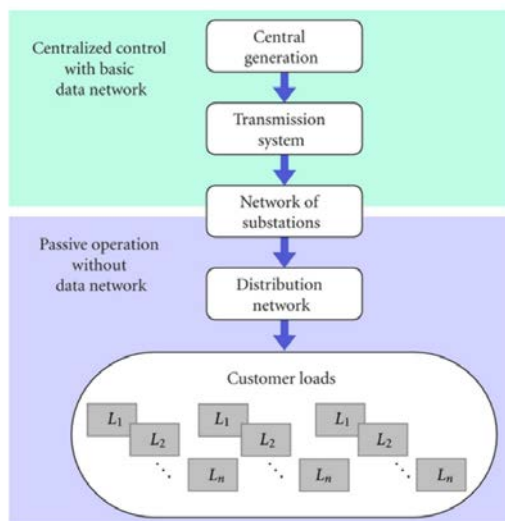 Centralized control
with basic
data network
Central
generation
Transmission
system
Network of
substations
Passive operation
without
data network
Distribution
network
Customer loads
L₁ L₁ L₁
L₂ L₂ L₂
Lₙ Lₙ Lₙ